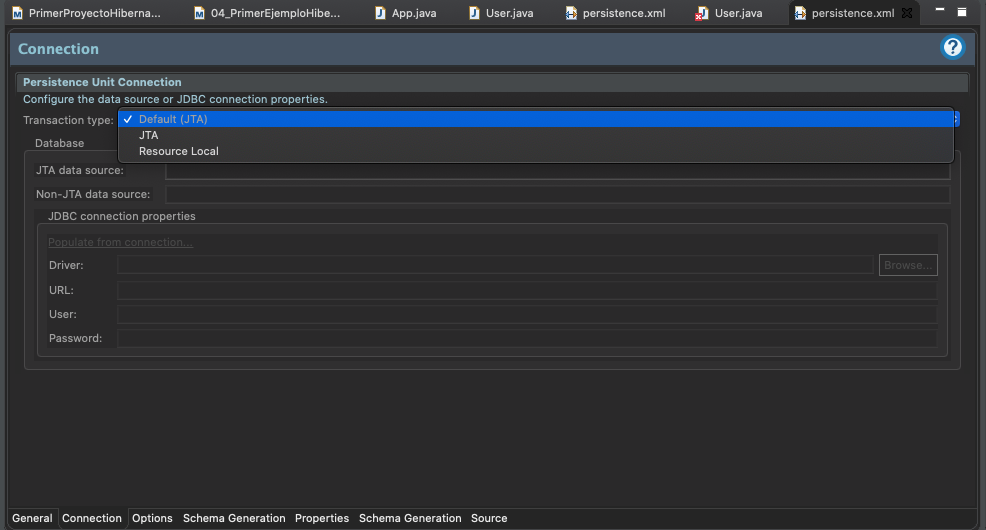 PrimerProyectoHiberna... 04_PrimerEjemploHibe... App.java User.java persistence.xml User.java persistence.xml
Connection
Persistence Unit Connection
Configure the data source or JDBC connection properties.
Transaction type: Default (JTA)
JTA
Resource Local
Database
JTA data source:
Non-JTA data source:
JDBC connection properties
Populate from connection...
Driver: Browse...
URL:
User:
Password:
General Connection Options Schema Generation Properties Schema Generation Source